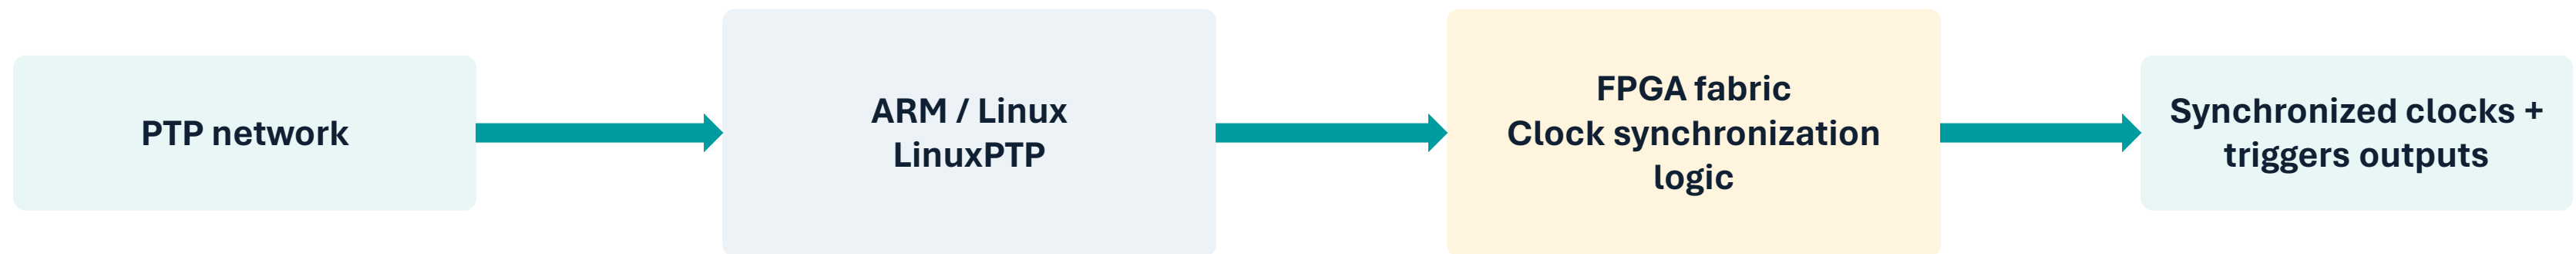 PTP network
ARM / Linux
LinuxPTP
FPGA fabric
Clock synchronization
logic
Synchronized clocks +
triggers outputs